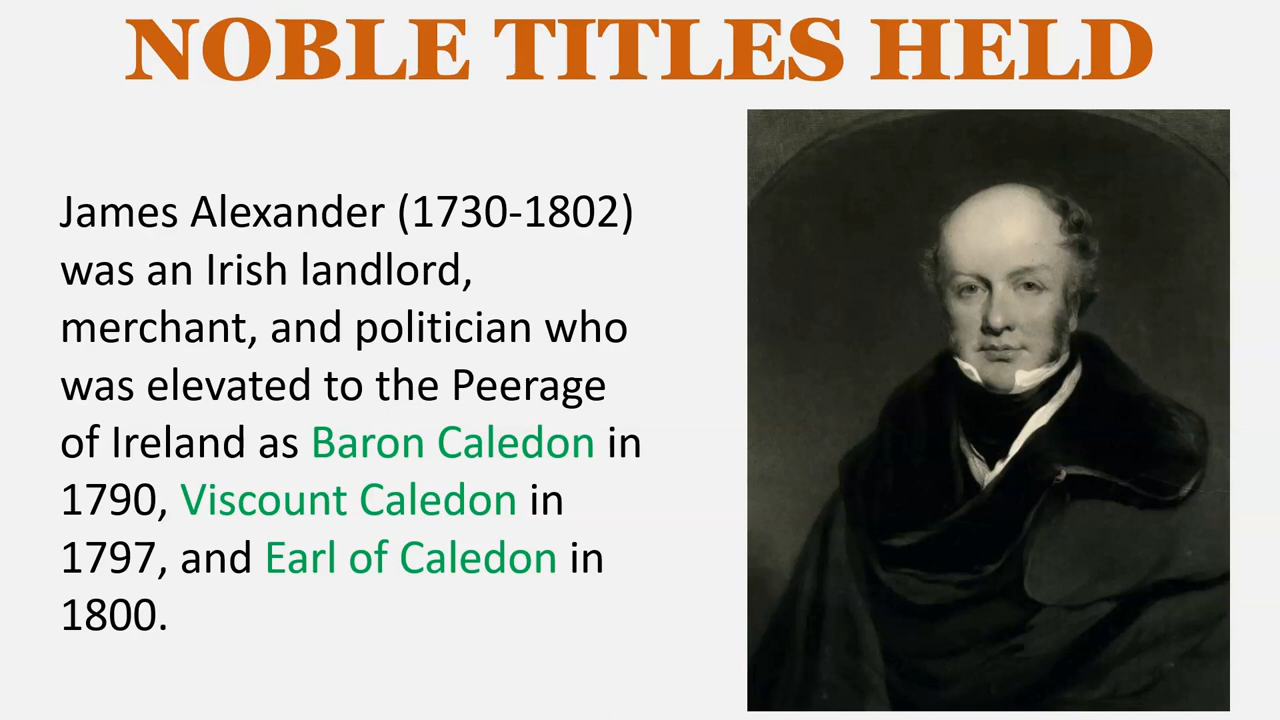 NOBLE TITLES HELD
James Alexander (1730-1802)
was an Irish landlord,
merchant, and politician who
was elevated to the Peerage
of Ireland as Baron Caledon in
1790, Viscount Caledon in
1797, and Earl of Caledon in
1800.